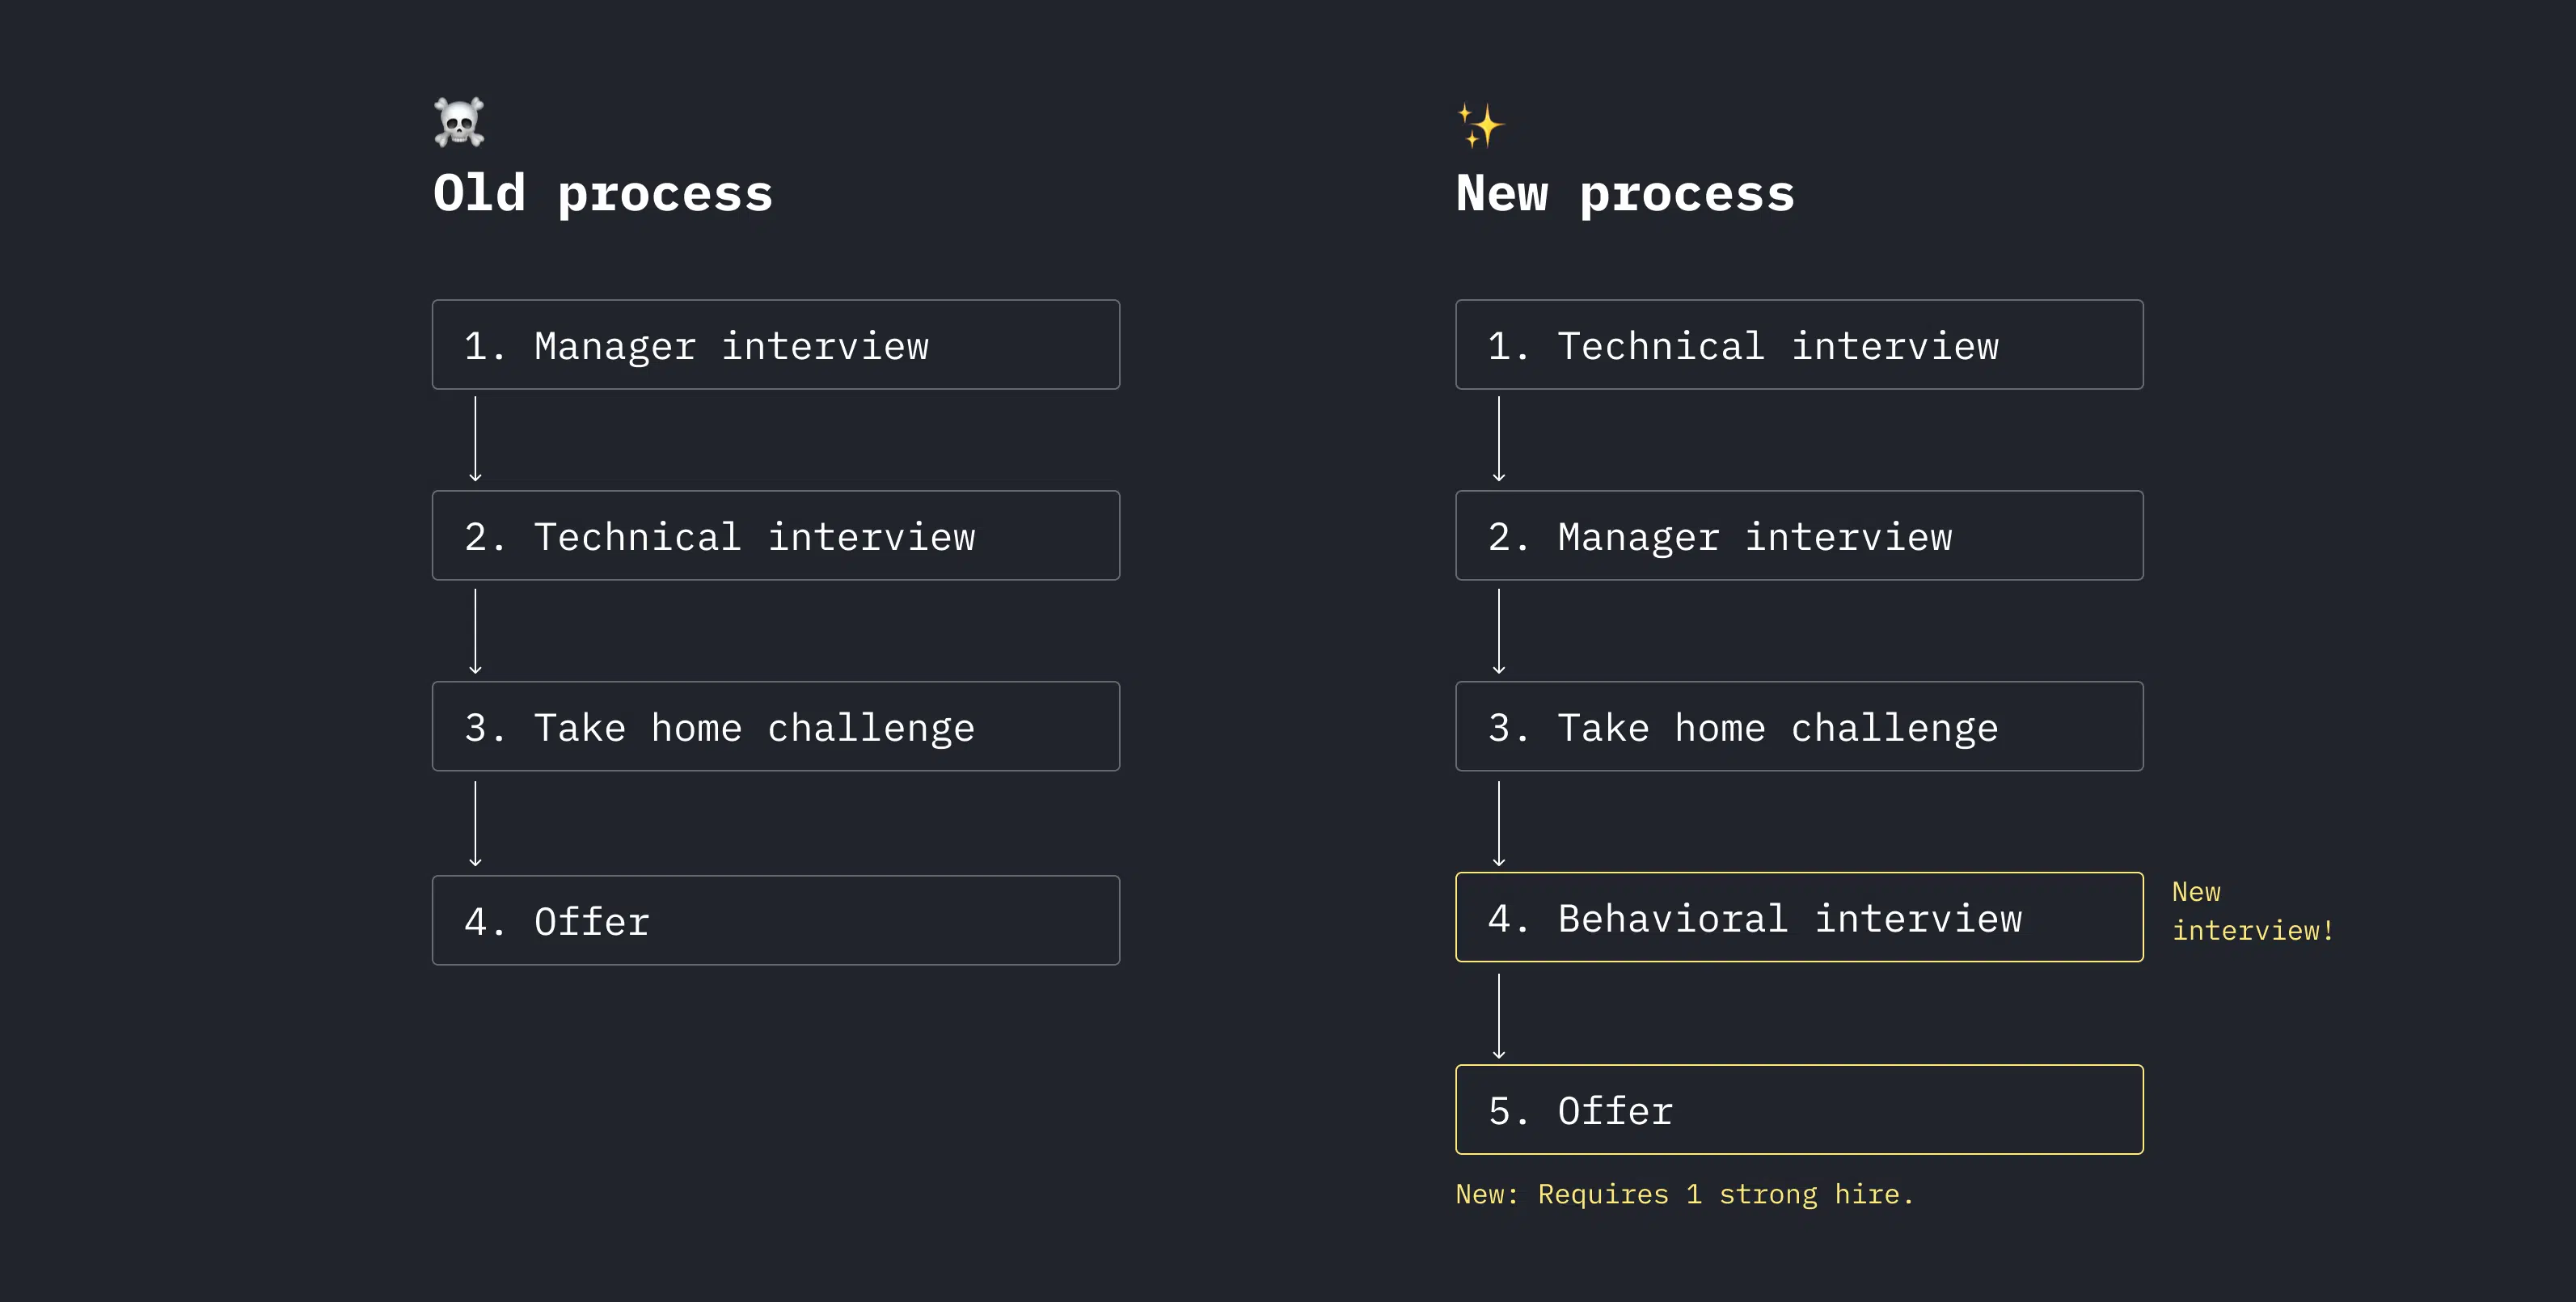 Old process
1. Manager interview
2. Technical interview
3. Take home challenge
4. Offer
New process
1. Technical interview
2. Manager interview
3. Take home challenge
4. Behavioral interview
New
interview!
5. Offer
New: Requires 1 strong hire.